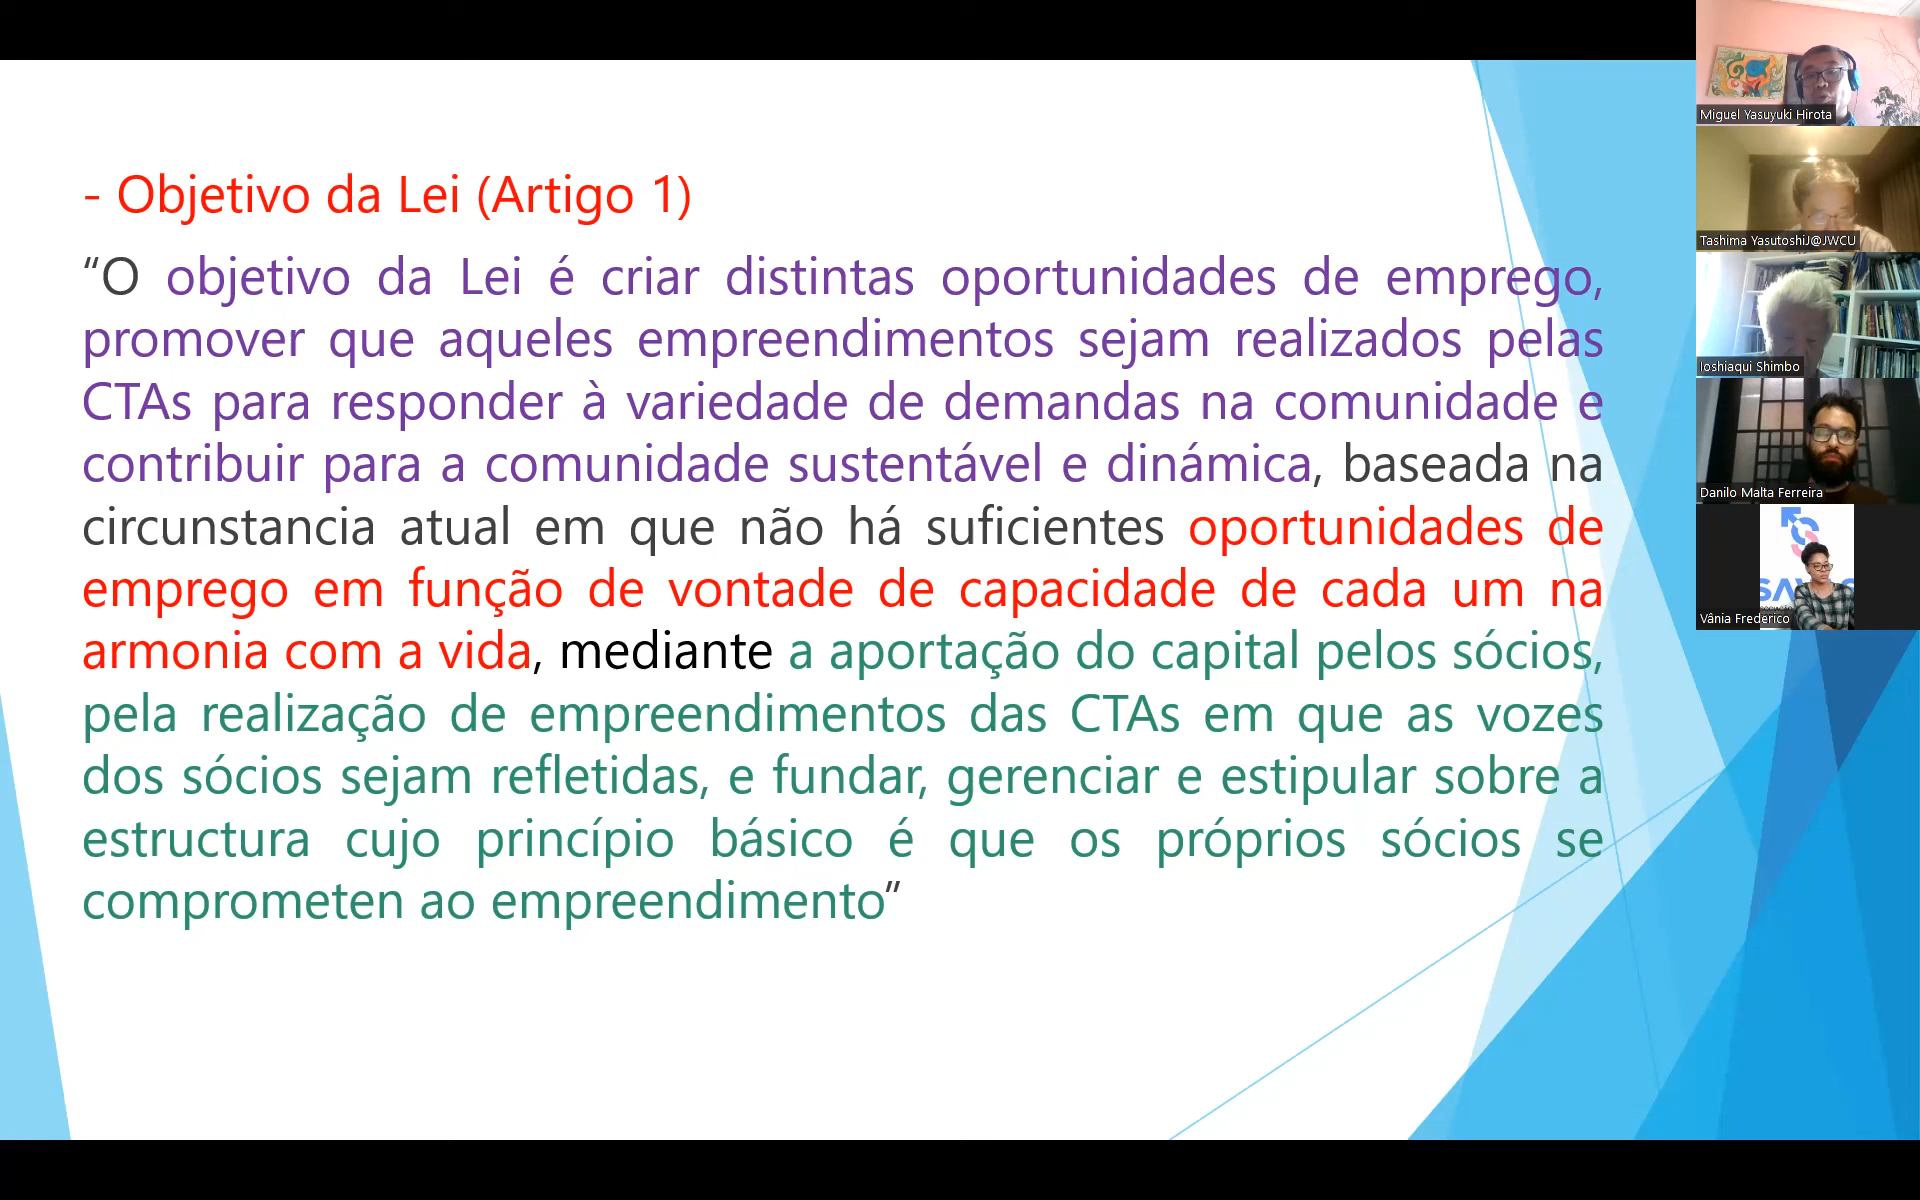 - Objetivo da Lei (Artigo 1)
“O objetivo da Lei é criar distintas oportunidades de emprego,
promover que aqueles empreendimentos sejam realizados pelas
CTAs para responder à variedade de demandas na comunidade e
contribuir para a comunidade sustentável e dinámica, baseada na
circunstancia atual em que não há suficientes oportunidades de
emprego em função de vontade de capacidade de cada um na
armonia com a vida, mediante a aportação do capital pelos sócios,
pela realização de empreendimentos das CTAs em que as vozes
dos sócios sejam refletidas, e fundar, gerenciar e estipular sobre a
estructura cujo princípio básico é que os próprios sócios se
comprometen ao empreendimento”
Miguel Yasuyuki Hirota
Tashima YasutoshiJ@JWCU
Ioshiaqui Shimbo
Danilo Malta Ferreira
Vânia Frederico